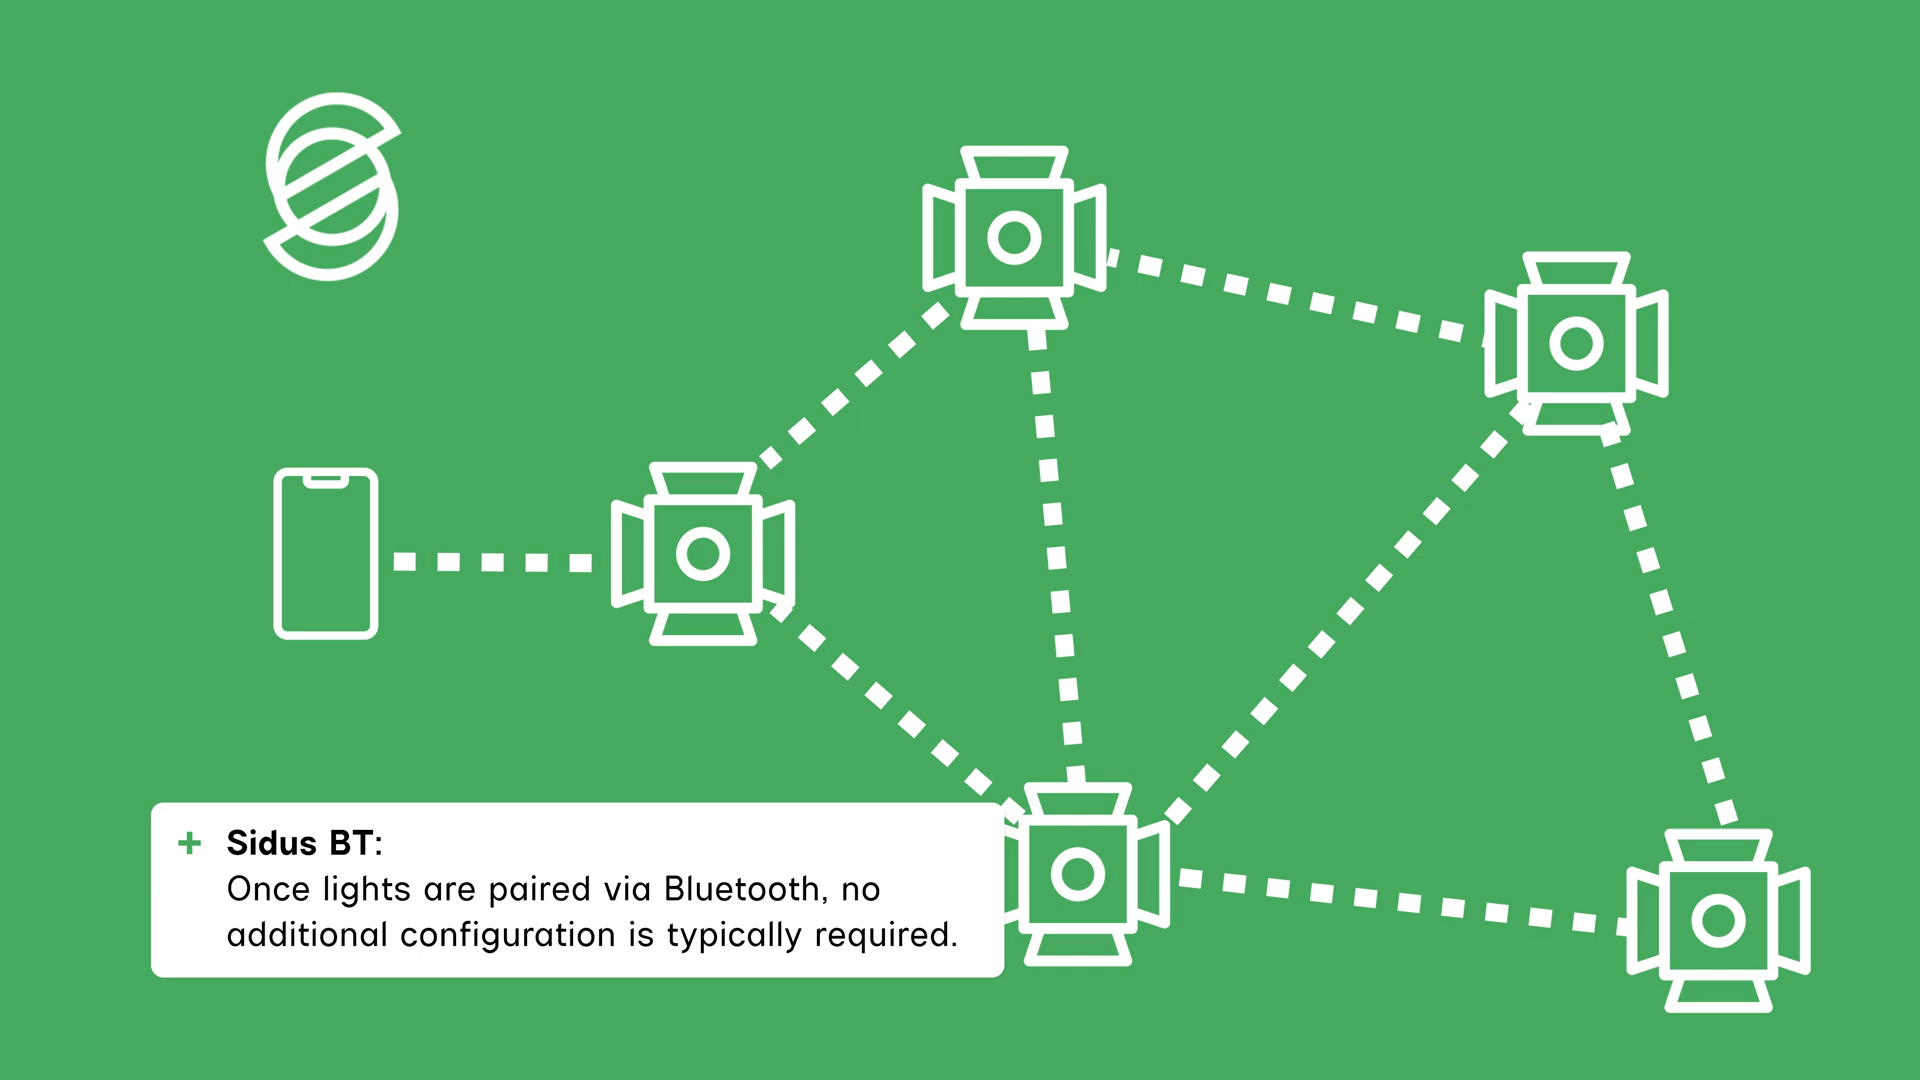 + Sidus BT:
Once lights are paired via Bluetooth, no
additional configuration is typically required.